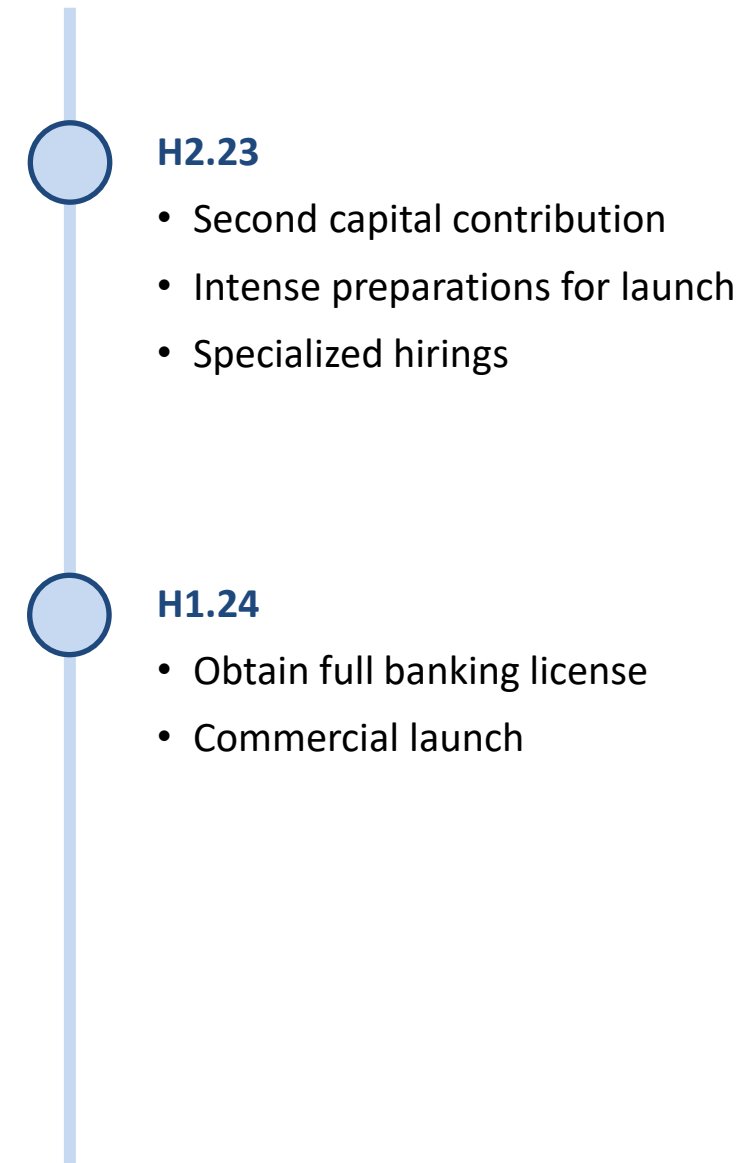 H2.23
• Second capital contribution
• Intense preparations for launch
• Specialized hirings
H1.24
• Obtain full banking license
• Commercial launch